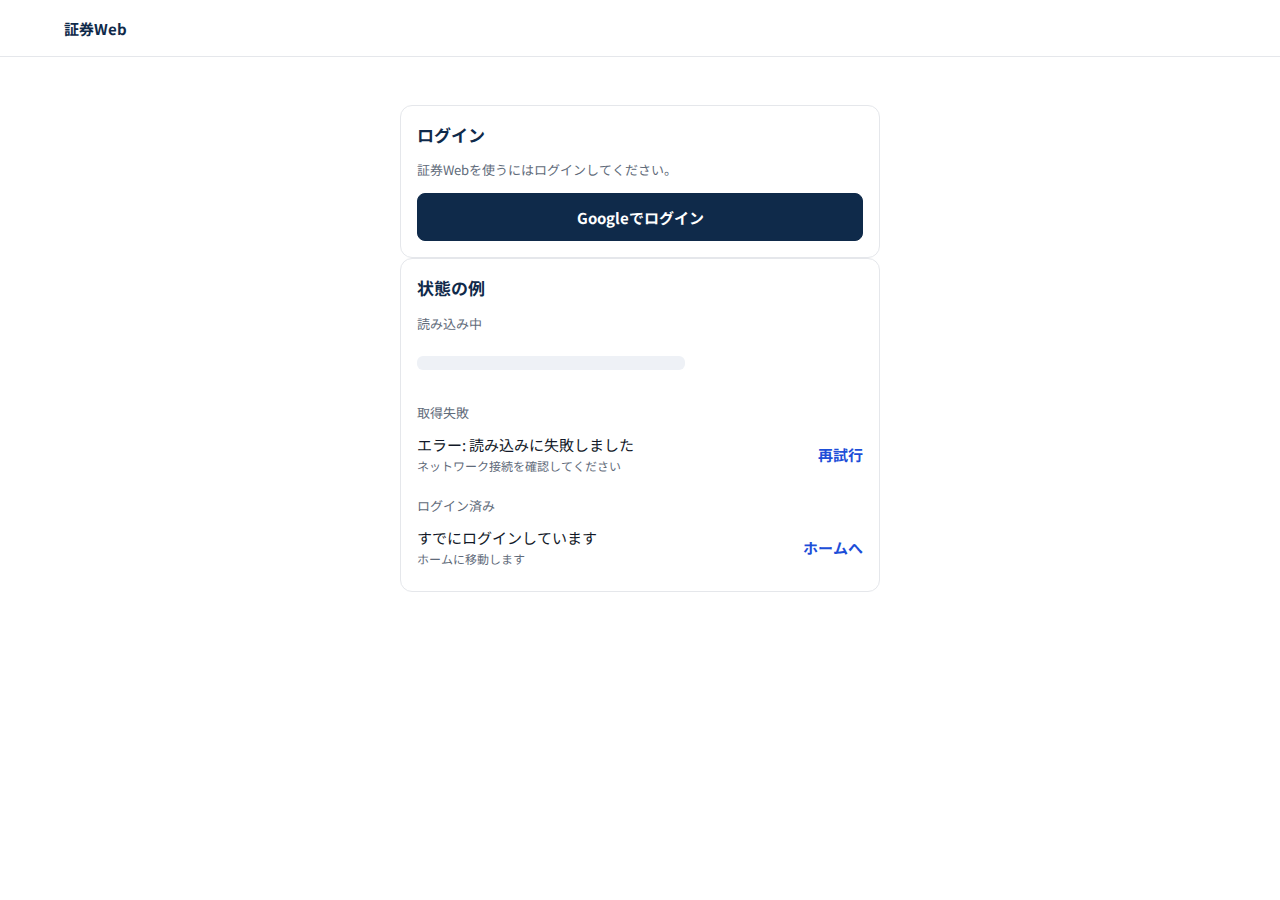 証券Web
ログイン
証券Webを使うにはログインしてください。
Googleでログイン
状態の例
読み込み中
取得失敗
エラー: 読み込みに失敗しました
ネットワーク接続を確認してください
再試行
ログイン済み
すでにログインしています
ホームに移動します
ホームへ